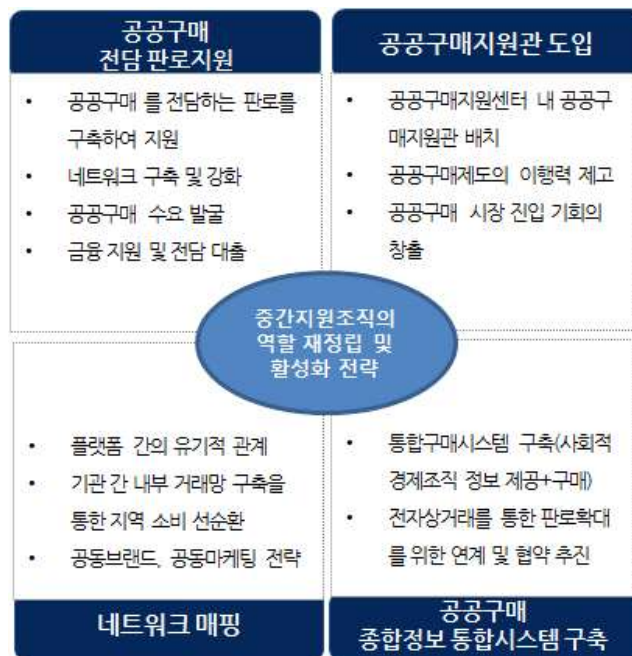 공공구매
전담 판로지원
• 공공구매 를 전담하는 판로를
구축하여 지원
• 네트워크 구축 및 강화
• 공공구매 수요 발굴
• 금융 지원 및 전담 대출
공공구매지원관 도입
• 공공구매지원센터 내 공공구
매지원관 배치
• 공공구매제도의 이행력 제고
• 공공구매 시장 진입 기회의
창출
중간지원조직의
역할 재정립 및
활성화 전략
• 플랫폼 간의 유기적 관계
• 기관 간 내부 거래망 구축을
통한 지역 소비 선순환
• 공동브랜드, 공동마케팅 전략
네트워크 매핑
• 통합구매시스템 구축(사회적
경제조직 정보 제공+구매)
• 전자상거래를 통한 판로확대
를 위한 연계 및 협약 추진
공공구매
종합정보 통합시스템 구축